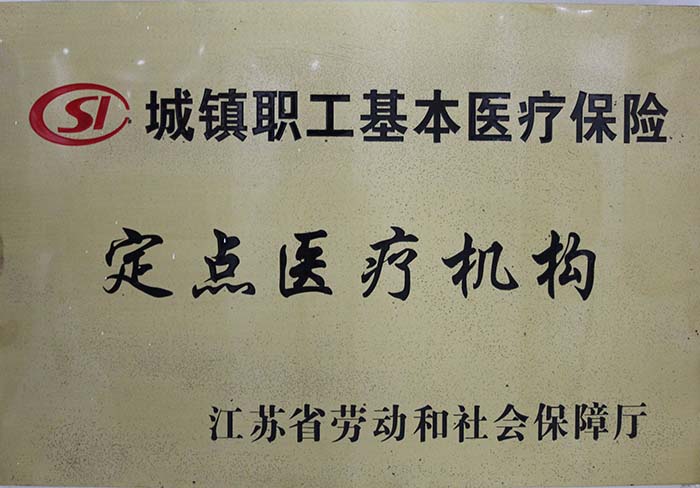 SI 城镇职工基本医疗保险
定点医疗机构
江苏省劳动和社会保障厅